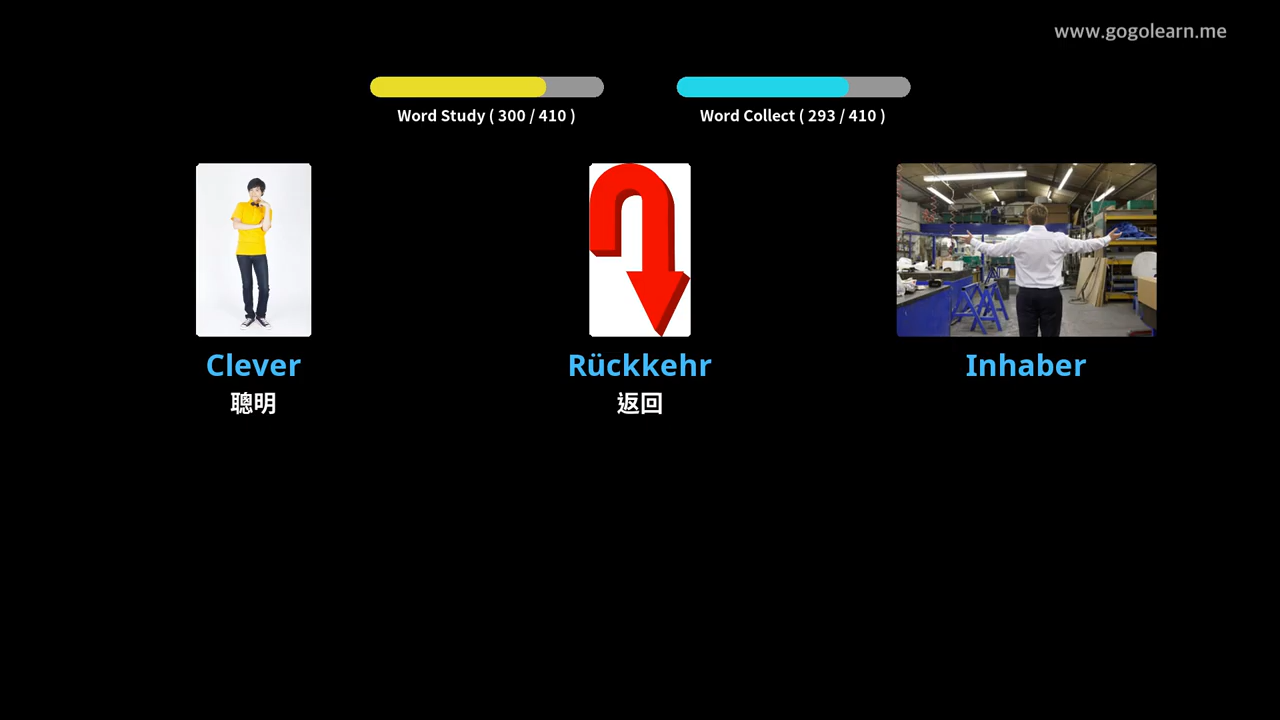 www.gogolearn.me
Word Study ( 300 / 410 )
Word Collect ( 293 / 410 )
Clever
Rückkehr
Inhaber
聰明
返回